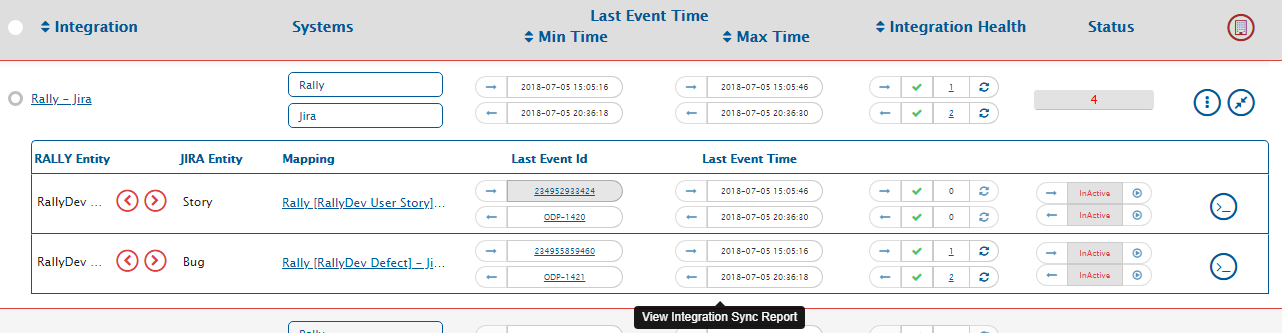 Integration Systems Last Event Time Integration Health Status
Min Time Max Time
Rally
2018-07-05 15:05:16 2018-07-05 15:05:46 1
Rally - Jira 4
Jira
2018-07-05 20:36:18 2018-07-05 20:36:30 2
RALLY Entity JIRA Entity Mapping Last Event Id Last Event Time
234952933424 2018-07-05 15:05:46 0 InActive
RallyDev ... Story Rally [RallyDev User Story]...
ODP-1420 2018-07-05 20:36:30 0 InActive
234955859460 2018-07-05 15:05:16 1 InActive
RallyDev ... Bug Rally [RallyDev Defect] - Ji...
ODP-1421 2018-07-05 20:36:18 2 InActive
View Integration Sync Report